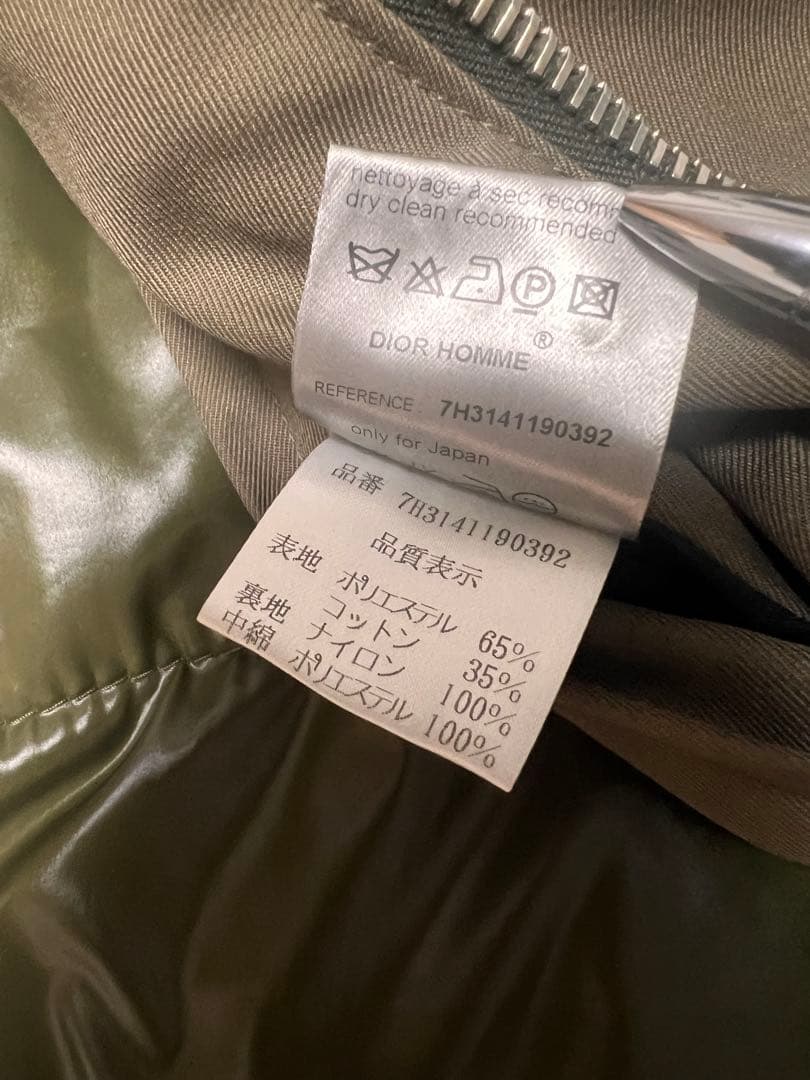 nettoyage à sec recom
dry clean recommended
P
DIOR HOMME®
REFERENCE : 7H3141190392
only for Japan
品番 7H3141190392
品質表示
表地 ポリエステル 65%
コットン 35%
裏地 ナイロン 100%
中綿 ポリエステル 100%